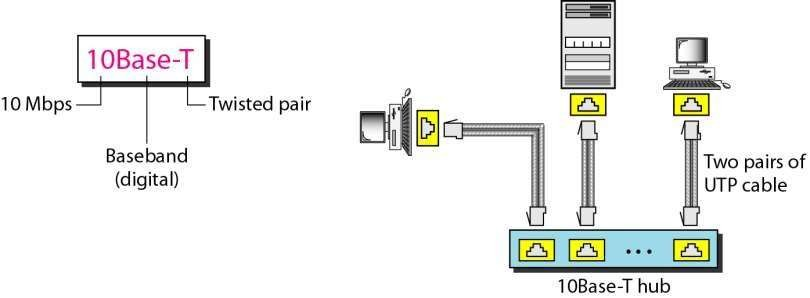 10Base-T
10 Mbps
Twisted pair
Baseband
(digital)
Two pairs of
UTP cable
10Base-T hub